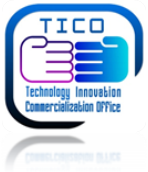 TICO
Technology Innovation
Commercialization Office